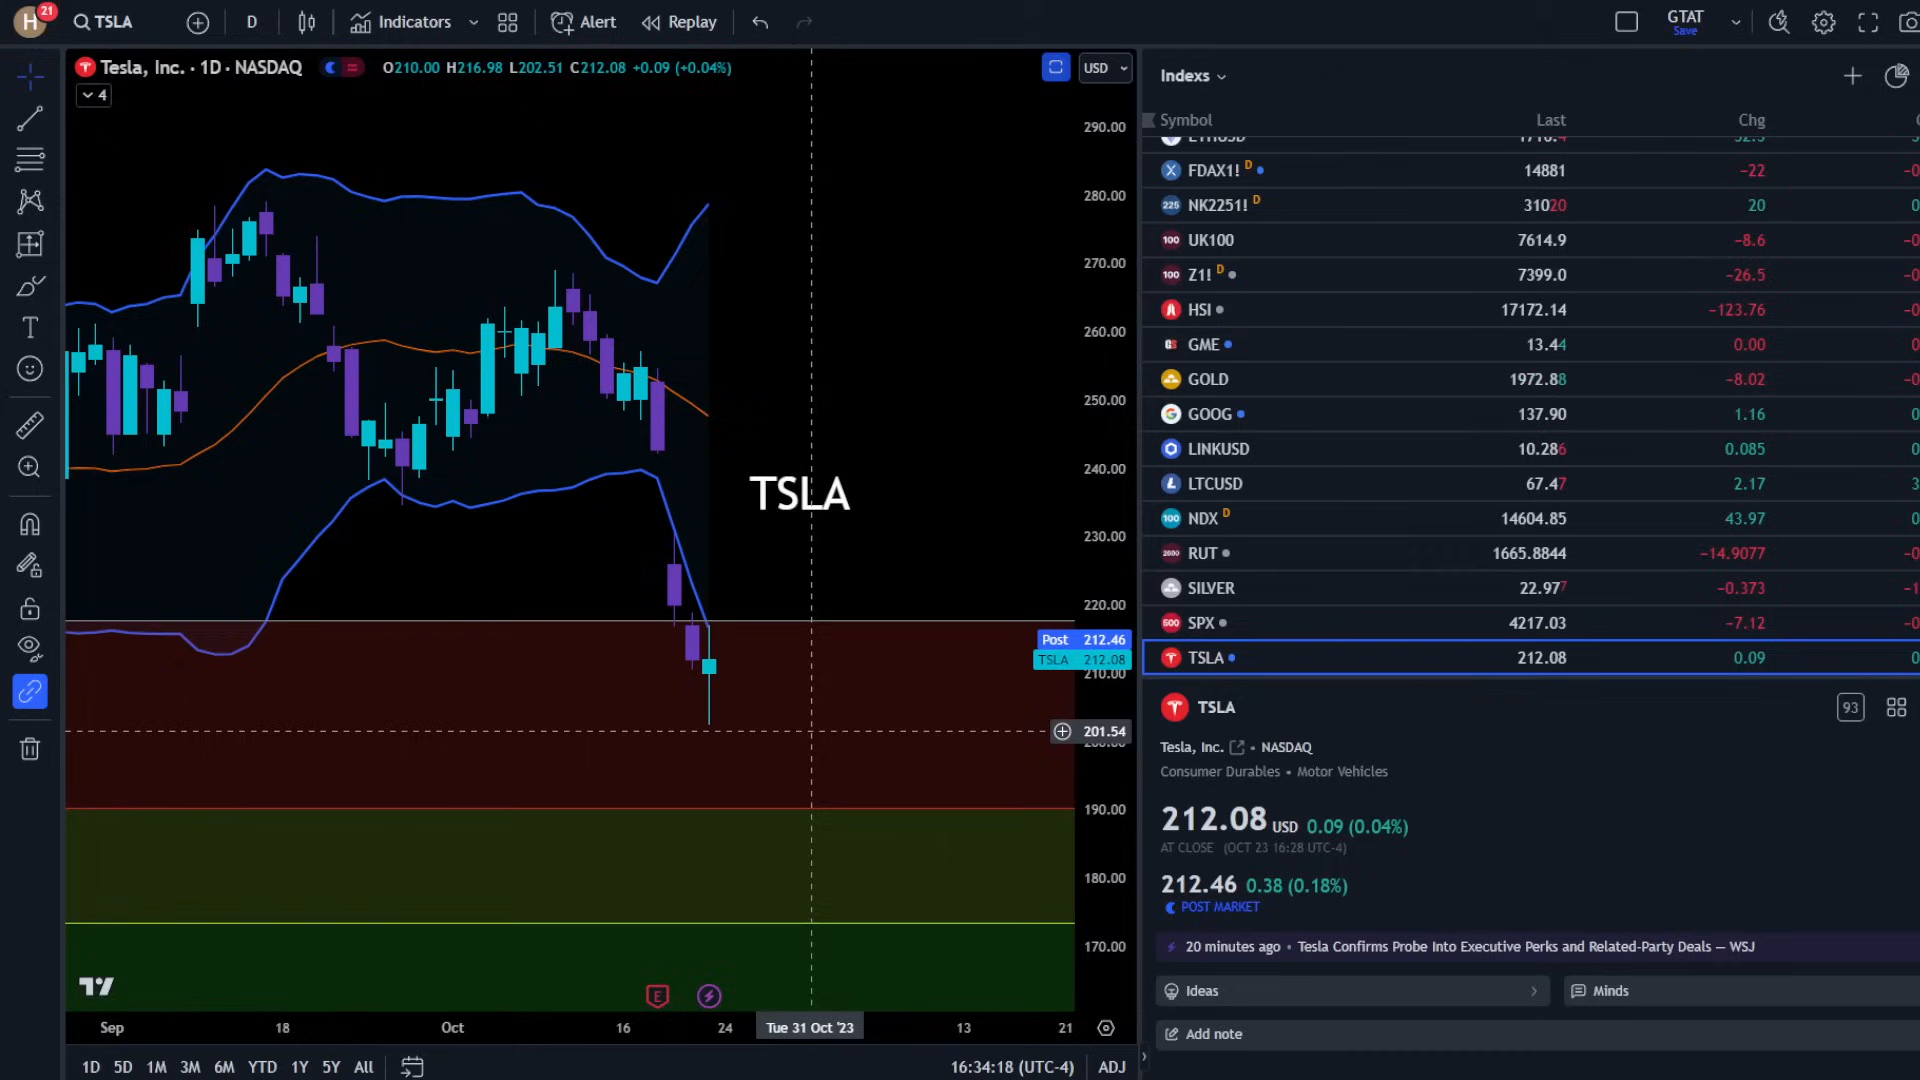 H 21 TSLA D Indicators Alert Replay GTAT
Save
Tesla, Inc. · 1D · NASDAQ O210.00 H216.98 L202.51 C212.08 +0.09 (+0.04%) USD
4
290.00
280.00
270.00
260.00
250.00
240.00
230.00
220.00
210.00
190.00
180.00
170.00
TSLA
Post 212.46
TSLA 212.08
201.54
E
Sep 18 Oct 16 24 Tue 31 Oct '23 13 21
1D 5D 1M 3M 6M YTD 1Y 5Y All 16:34:18 (UTC-4) ADJ
Indexs
Symbol Last Chg
FDAX1! D 14881 −22
225 NK2251! D 31020 20
100 UK100 7614.9 −8.6
100 Z1! D 7399.0 −26.5
HSI 17172.14 −123.76
GME 13.44 0.00
GOLD 1972.88 −8.02
GOOG 137.90 1.16
LINKUSD 10.286 0.085
LTCUSD 67.47 2.17
100 NDX D 14604.85 43.97
2000 RUT 1665.8844 −14.9077
SILVER 22.977 −0.373
500 SPX 4217.03 −7.12
TSLA 212.08 0.09
TSLA 93
Tesla, Inc. • NASDAQ
Consumer Durables • Motor Vehicles
212.08 USD 0.09 (0.04%)
AT CLOSE (OCT 23 16:28 UTC-4)
212.46 0.38 (0.18%)
POST MARKET
20 minutes ago • Tesla Confirms Probe Into Executive Perks and Related-Party Deals — WSJ
Ideas Minds
Add note